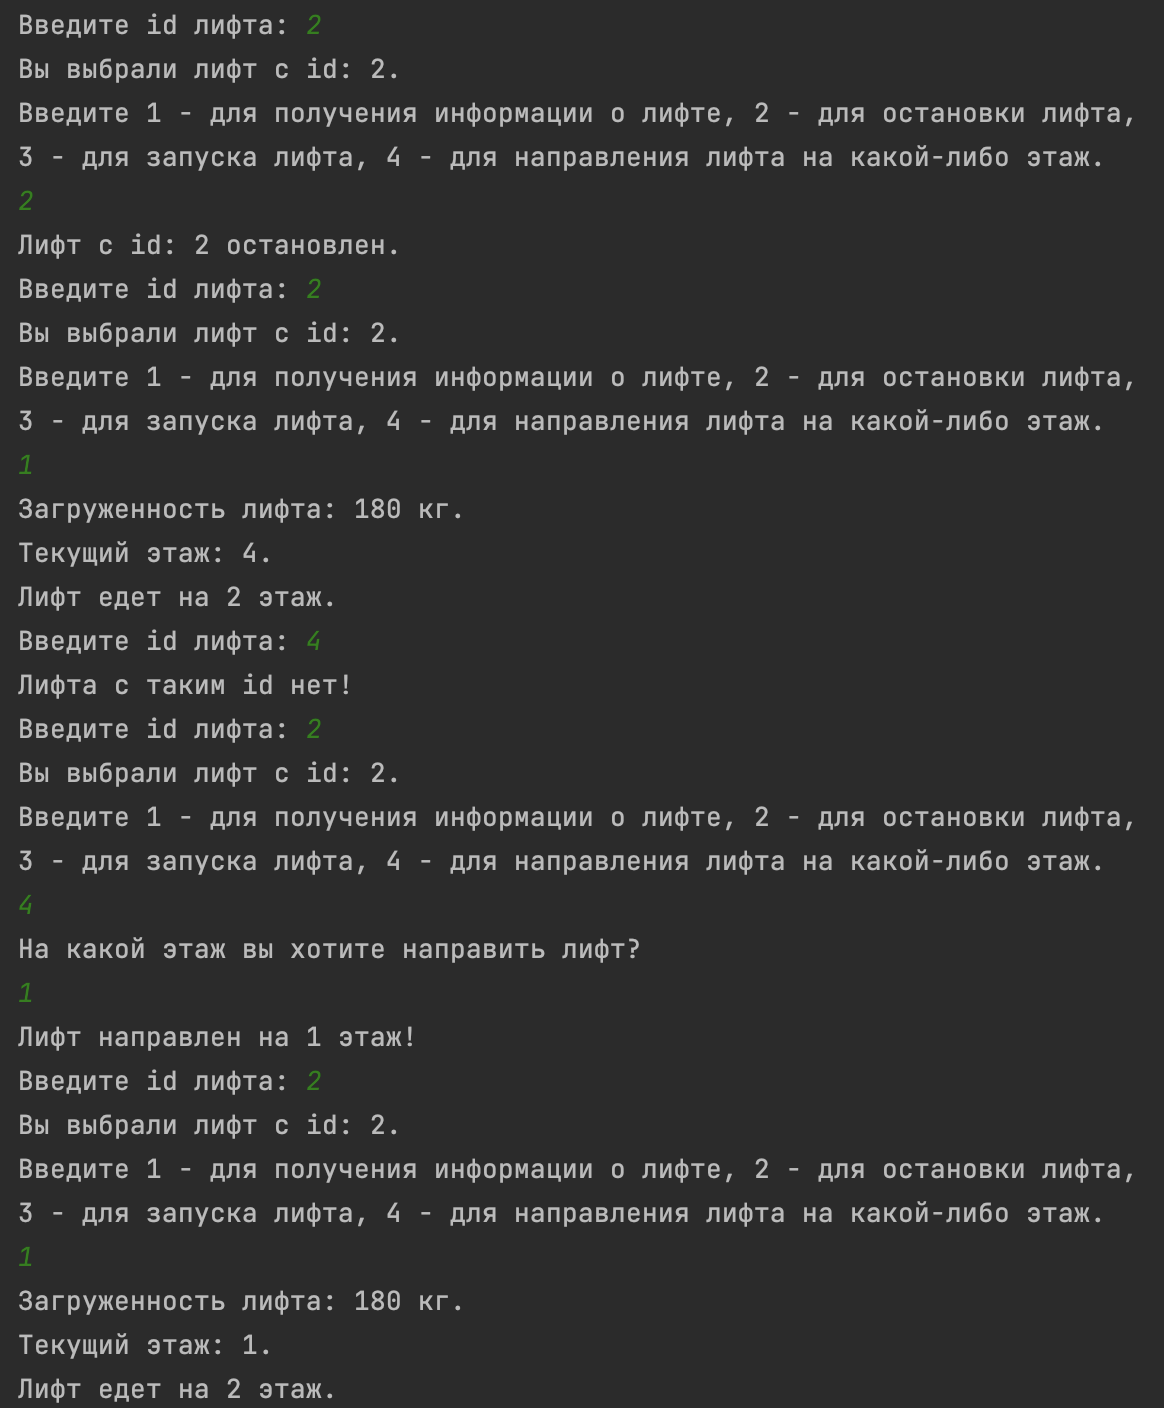 Введите id лифта: 2
Вы выбрали лифт с id: 2.
Введите 1 - для получения информации о лифте, 2 - для остановки лифта,
3 - для запуска лифта, 4 - для направления лифта на какой-либо этаж.
2
Лифт с id: 2 остановлен.
Введите id лифта: 2
Вы выбрали лифт с id: 2.
Введите 1 - для получения информации о лифте, 2 - для остановки лифта,
3 - для запуска лифта, 4 - для направления лифта на какой-либо этаж.
1
Загруженность лифта: 180 кг.
Текущий этаж: 4.
Лифт едет на 2 этаж.
Введите id лифта: 4
Лифта с таким id нет!
Введите id лифта: 2
Вы выбрали лифт с id: 2.
Введите 1 - для получения информации о лифте, 2 - для остановки лифта,
3 - для запуска лифта, 4 - для направления лифта на какой-либо этаж.
4
На какой этаж вы хотите направить лифт?
1
Лифт направлен на 1 этаж!
Введите id лифта: 2
Вы выбрали лифт с id: 2.
Введите 1 - для получения информации о лифте, 2 - для остановки лифта,
3 - для запуска лифта, 4 - для направления лифта на какой-либо этаж.
1
Загруженность лифта: 180 кг.
Текущий этаж: 1.
Лифт едет на 2 этаж.